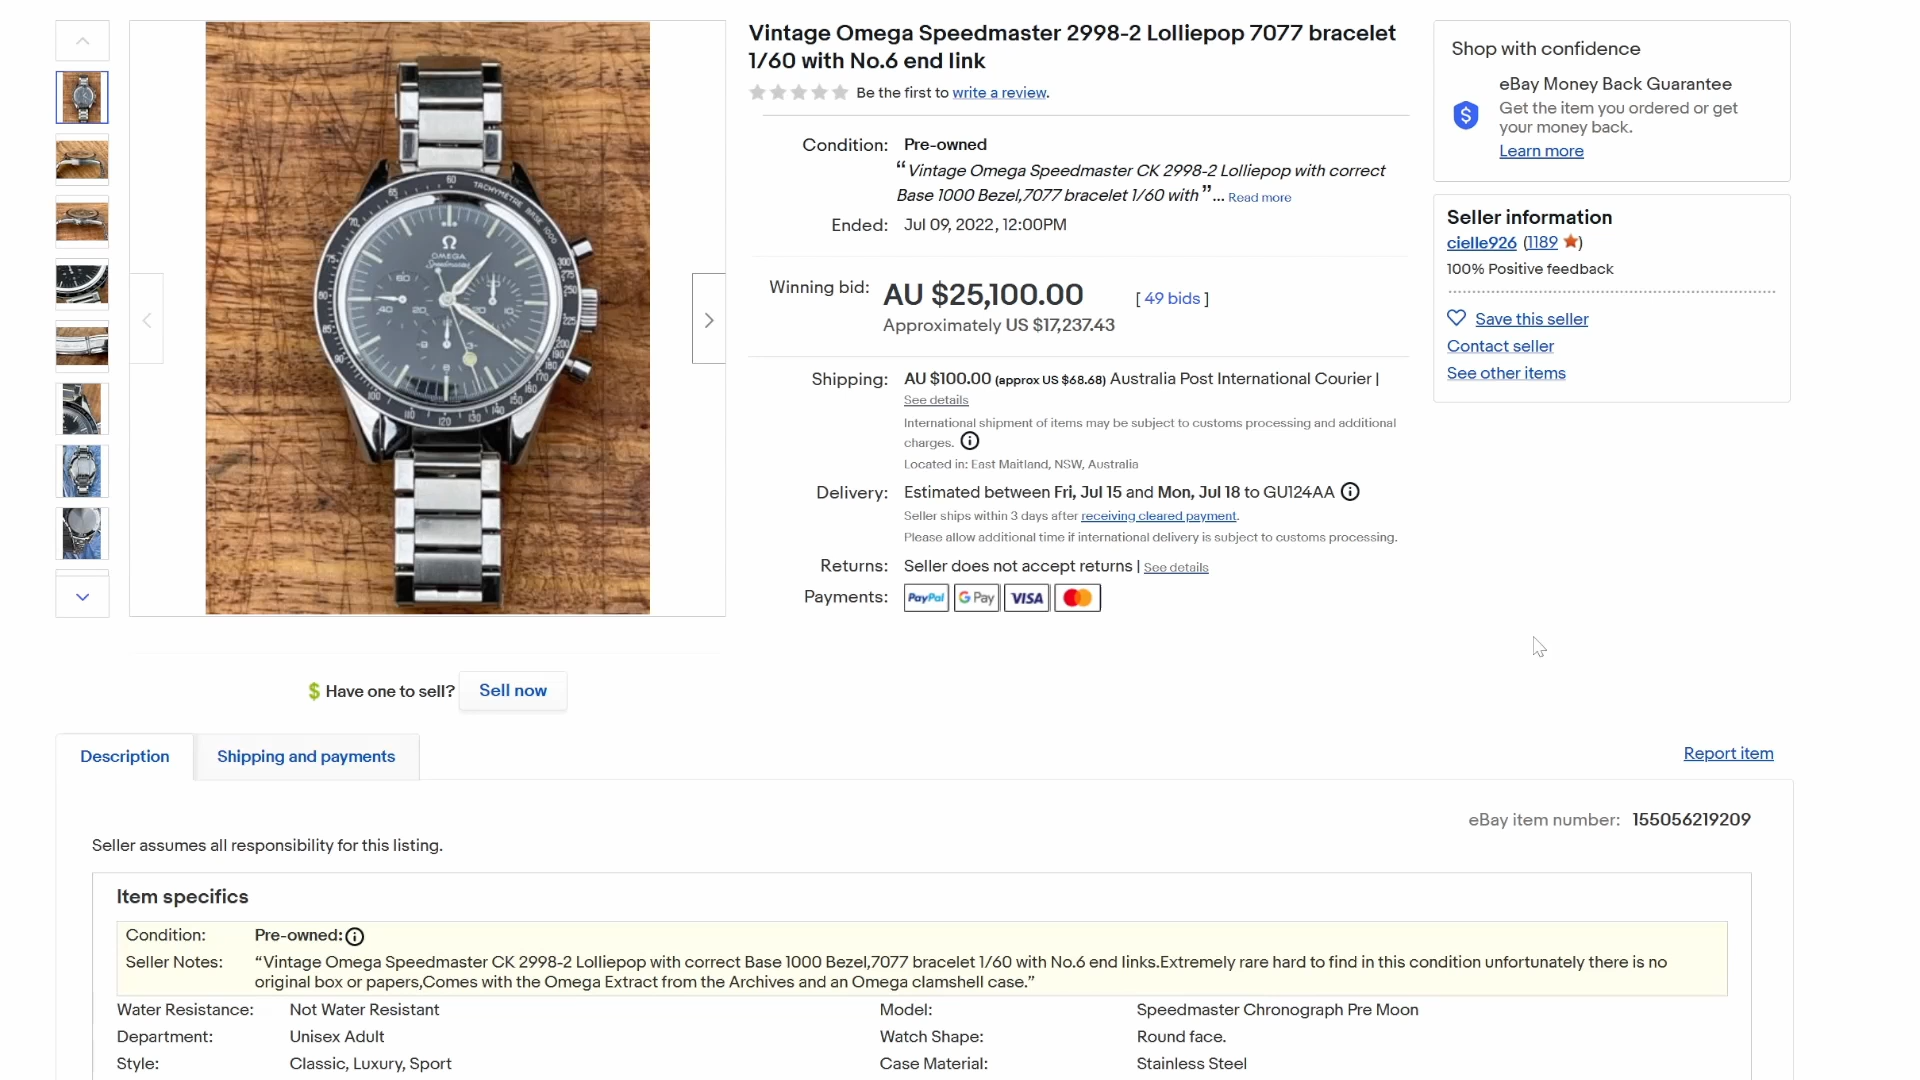 Vintage Omega Speedmaster 2998-2 Lolliepop 7077 bracelet
1/60 with No.6 end link
Be the first to write a review.
Condition: Pre-owned
“Vintage Omega Speedmaster CK 2998-2 Lolliepop with correct
Base 1000 Bezel,7077 bracelet 1/60 with ”... Read more
Ended: Jul 09, 2022, 12:00PM
Winning bid: AU $25,100.00 [ 49 bids ]
Approximately US $17,237.43
Shipping: AU $100.00 (approx US $68.68) Australia Post International Courier |
See details
International shipment of items may be subject to customs processing and additional
charges.
Located in: East Maitland, NSW, Australia
Delivery: Estimated between Fri, Jul 15 and Mon, Jul 18 to GU124AA
Seller ships within 3 days after receiving cleared payment.
Please allow additional time if international delivery is subject to customs processing.
Returns: Seller does not accept returns | See details
Payments: PayPal G Pay VISA
Shop with confidence
eBay Money Back Guarantee
Get the item you ordered or get
your money back.
Learn more
Seller information
cielle926 (1189)
100% Positive feedback
Save this seller
Contact seller
See other items
TACHYMÈTRE BASE 1000
OMEGA
Speedmaster
Have one to sell? Sell now
Description Shipping and payments
Report item
eBay item number: 155056219209
Seller assumes all responsibility for this listing.
Item specifics
Condition: Pre-owned:
Seller Notes: “Vintage Omega Speedmaster CK 2998-2 Lolliepop with correct Base 1000 Bezel,7077 bracelet 1/60 with No.6 end links.Extremely rare hard to find in this condition unfortunately there is no
original box or papers,Comes with the Omega Extract from the Archives and an Omega clamshell case.”
Water Resistance: Not Water Resistant Model: Speedmaster Chronograph Pre Moon
Department: Unisex Adult Watch Shape: Round face.
Style: Classic, Luxury, Sport Case Material: Stainless Steel